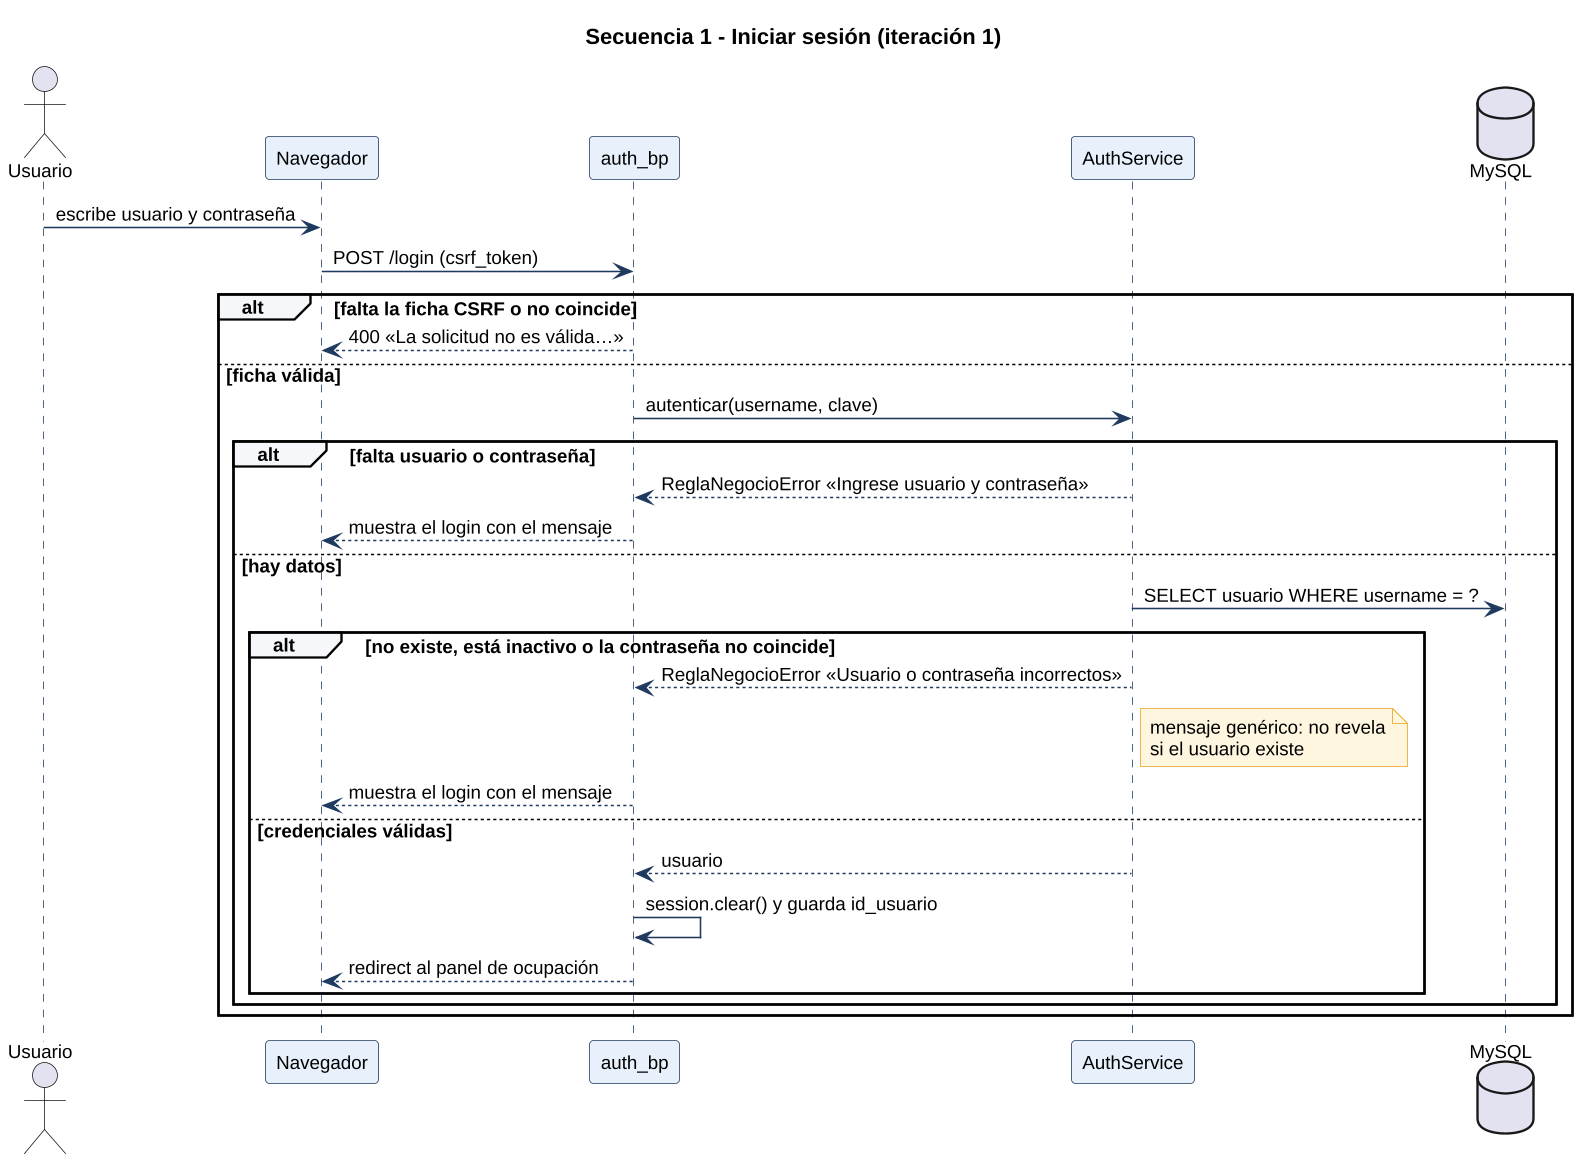 Secuencia 1 - Iniciar sesión (iteración 1)
Usuario
Navegador
auth_bp
AuthService
MySQL
escribe usuario y contraseña
POST /login (csrf_token)
alt
[falta la ficha CSRF o no coincide]
400 «La solicitud no es válida…»
[ficha válida]
autenticar(username, clave)
alt
[falta usuario o contraseña]
ReglaNegocioError «Ingrese usuario y contraseña»
muestra el login con el mensaje
[hay datos]
SELECT usuario WHERE username = ?
alt
[no existe, está inactivo o la contraseña no coincide]
ReglaNegocioError «Usuario o contraseña incorrectos»
mensaje genérico: no revela
si el usuario existe
muestra el login con el mensaje
[credenciales válidas]
usuario
session.clear() y guarda id_usuario
redirect al panel de ocupación
Usuario
Navegador
auth_bp
AuthService
MySQL